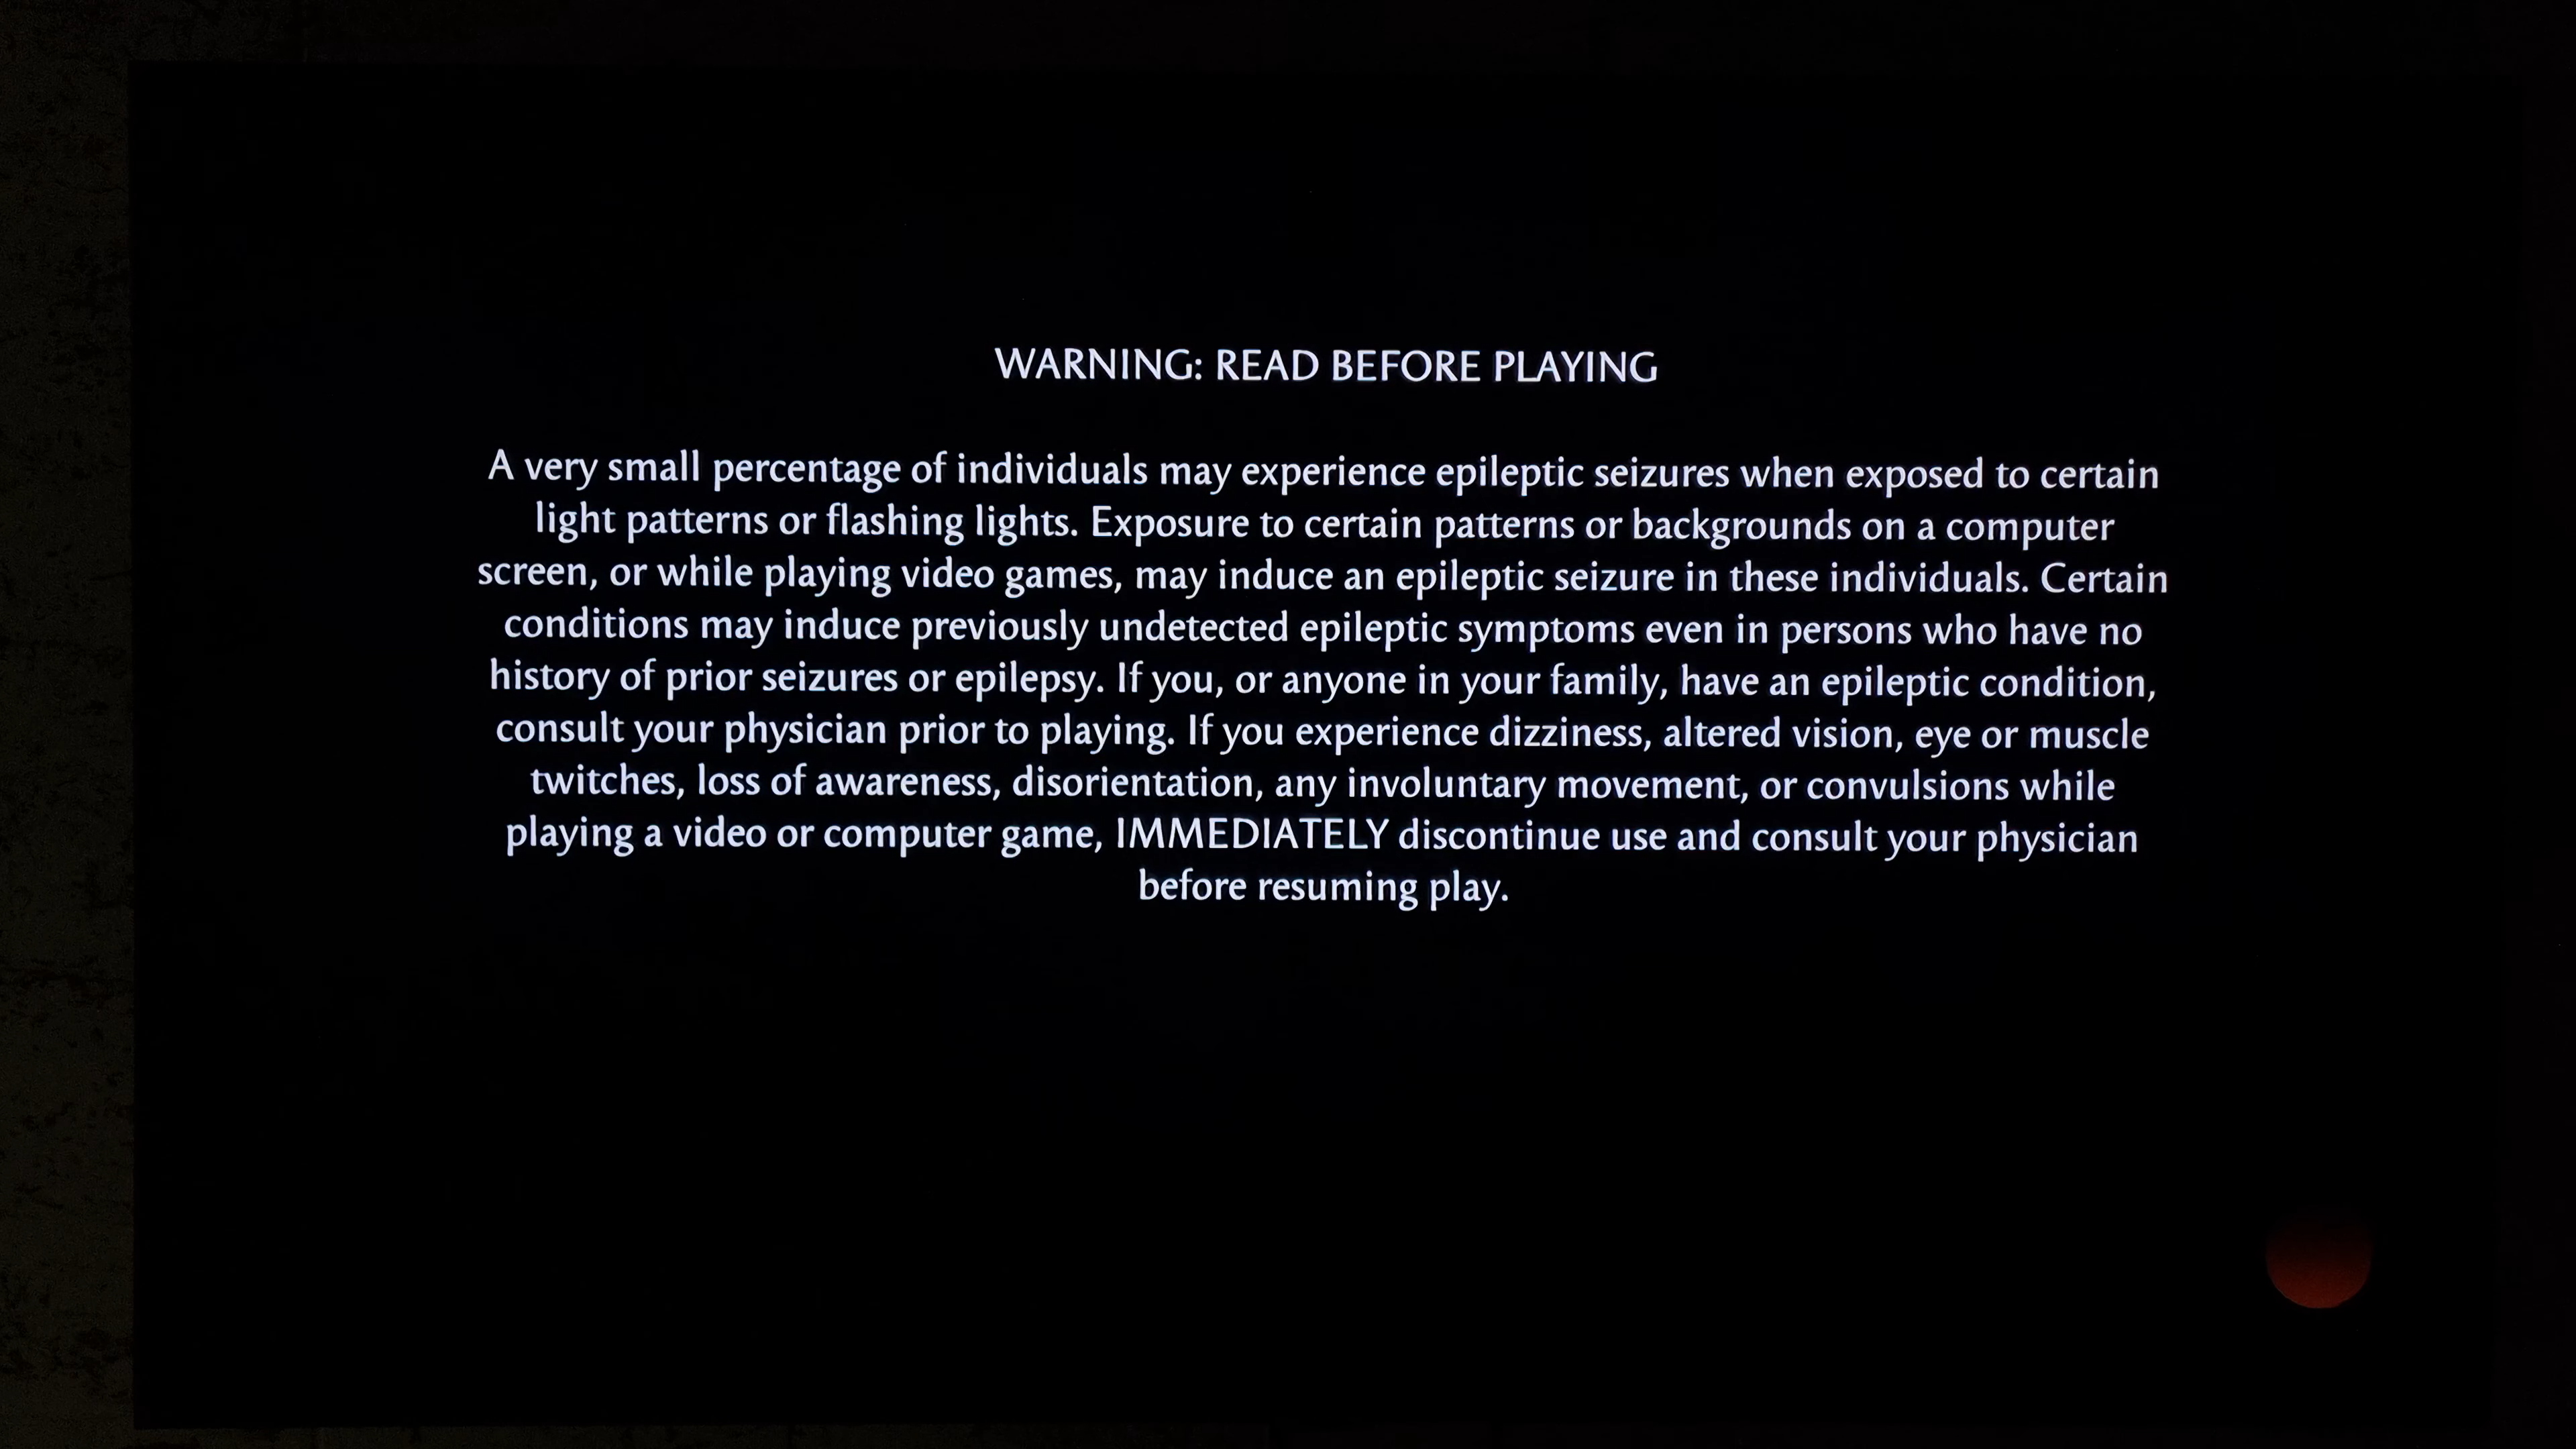 WARNING: READ BEFORE PLAYING
A very small percentage of individuals may experience epileptic seizures when exposed to certain
light patterns or flashing lights. Exposure to certain patterns or backgrounds on a computer
screen, or while playing video games, may induce an epileptic seizure in these individuals. Certain
conditions may induce previously undetected epileptic symptoms even in persons who have no
history of prior seizures or epilepsy. If you, or anyone in your family, have an epileptic condition,
consult your physician prior to playing. If you experience dizziness, altered vision, eye or muscle
twitches, loss of awareness, disorientation, any involuntary movement, or convulsions while
playing a video or computer game, IMMEDIATELY discontinue use and consult your physician
before resuming play.